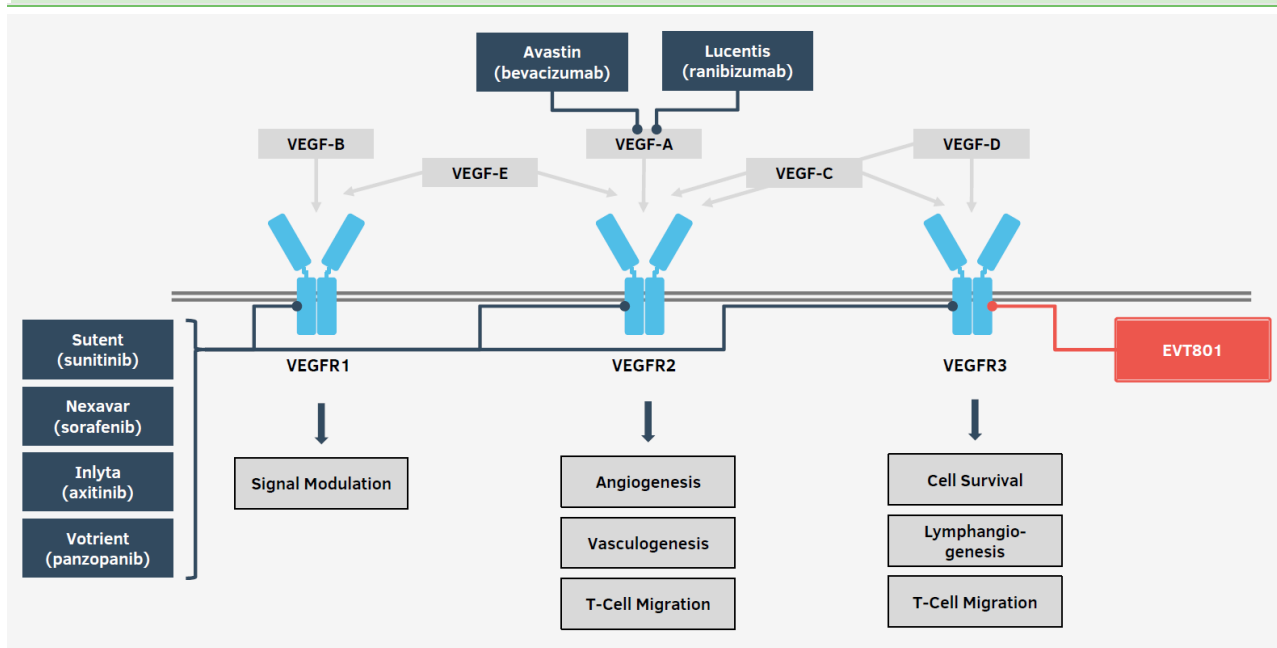 Avastin
(bevacizumab)
Lucentis
(ranibizumab)
VEGF-B
VEGF-A
VEGF-D
VEGF-E
VEGF-C
VEGFR1
VEGFR2
VEGFR3
EVT801
Sutent
(sunitinib)
Nexavar
(sorafenib)
Inlyta
(axitinib)
Votrient
(panzopanib)
Signal Modulation
Angiogenesis
Vasculogenesis
T-Cell Migration
Cell Survival
Lymphangio-
genesis
T-Cell Migration